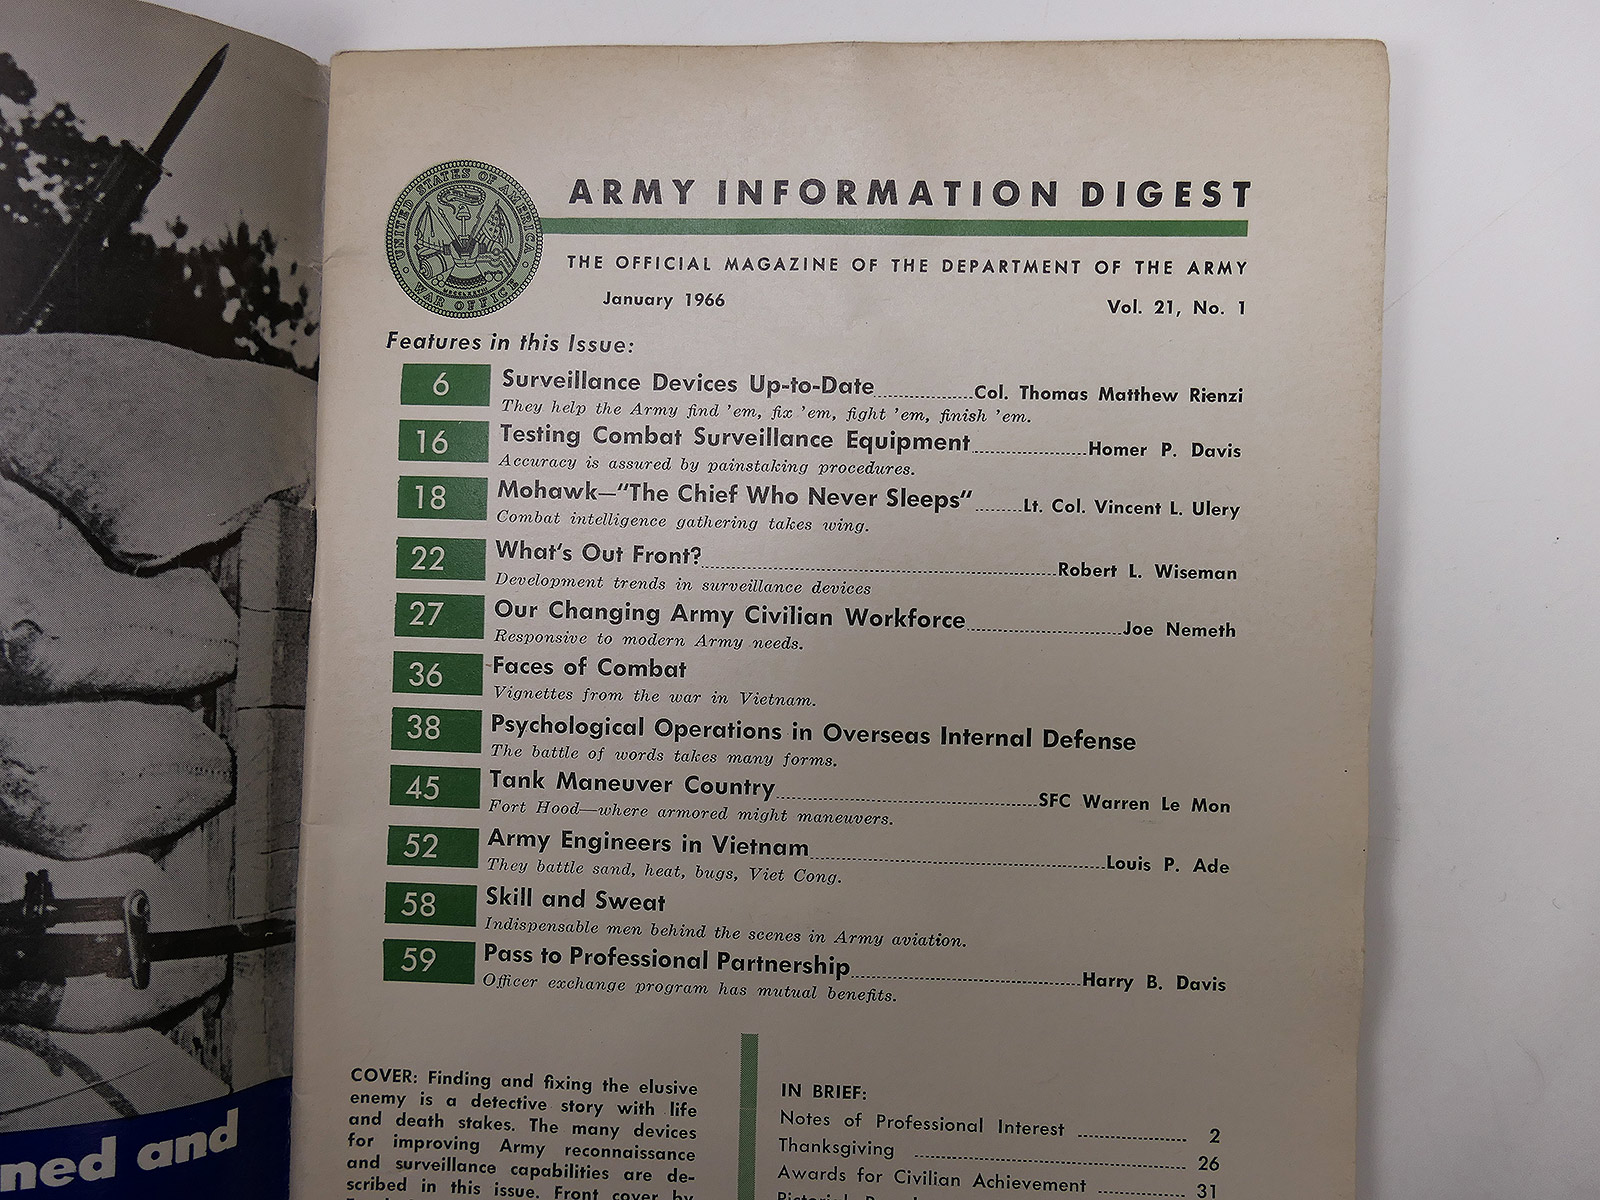 UNITED STATES OF AMERICA
WAR OFFICE
ARMY INFORMATION DIGEST
THE OFFICIAL MAGAZINE OF THE DEPARTMENT OF THE ARMY
January 1966 Vol. 21, No. 1
Features in this Issue:
6 Surveillance Devices Up-to-Date Col. Thomas Matthew Rienzi
They help the Army find 'em, fix 'em, fight 'em, finish 'em.
16 Testing Combat Surveillance Equipment Homer P. Davis
Accuracy is assured by painstaking procedures.
18 Mohawk—"The Chief Who Never Sleeps" Lt. Col. Vincent L. Ulery
Combat intelligence gathering takes wing.
22 What's Out Front? Robert L. Wiseman
Development trends in surveillance devices
27 Our Changing Army Civilian Workforce Joe Nemeth
Responsive to modern Army needs.
36 Faces of Combat
Vignettes from the war in Vietnam.
38 Psychological Operations in Overseas Internal Defense
The battle of words takes many forms.
45 Tank Maneuver Country SFC Warren Le Mon
Fort Hood—where armored might maneuvers.
52 Army Engineers in Vietnam Louis P. Ade
They battle sand, heat, bugs, Viet Cong.
58 Skill and Sweat
Indispensable men behind the scenes in Army aviation.
59 Pass to Professional Partnership Harry B. Davis
Officer exchange program has mutual benefits.
COVER: Finding and fixing the elusive
enemy is a detective story with life
and death stakes. The many devices
for improving Army reconnaissance
and surveillance capabilities are de-
scribed in this issue. Front cover by
IN BRIEF:
Notes of Professional Interest 2
Thanksgiving 26
Awards for Civilian Achievement 31
ned and